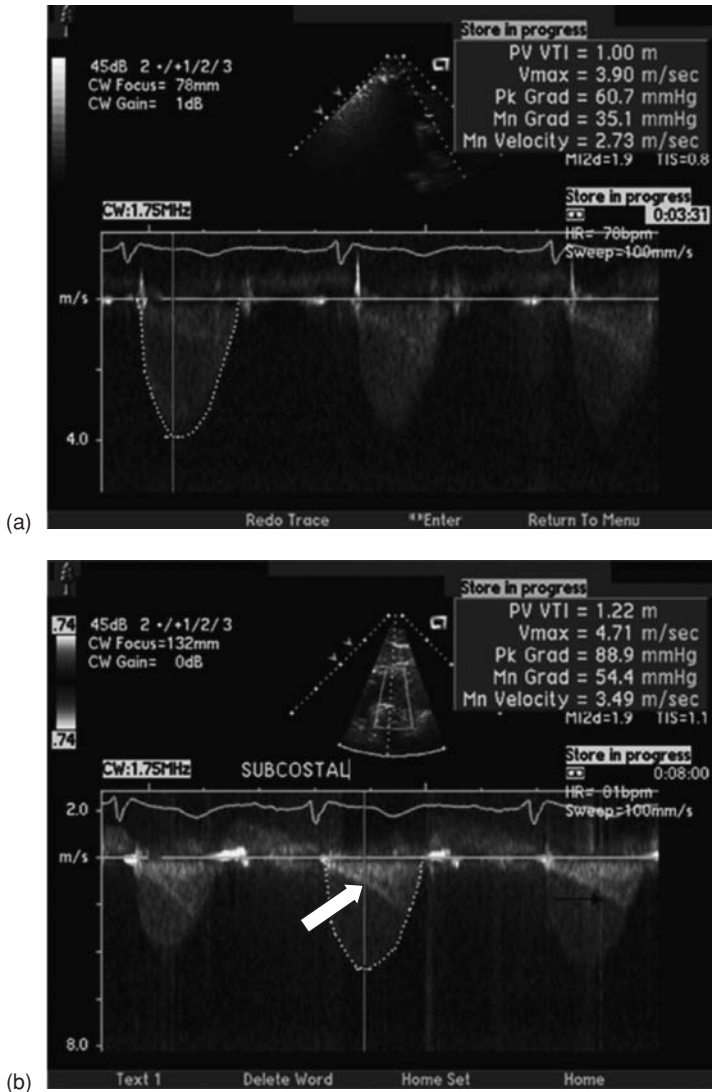 Store in progress
45dB 2 •/+1/2/3
CW Focus= 78mm
CW Gain= 1dB
PV VTI = 1.00 m
Vmax = 3.90 m/sec
Pk Grad = 60.7 mmHg
Mn Grad = 35.1 mmHg
Mn Velocity = 2.73 m/sec
MI2d=1.9 TIS=0.8
Store in progress
CW:1.75MHz
0:03:31
HR= 78bpm
Sweep=100mm/s
m/s
4.0
(a)
Redo Trace
Enter
Return To Menu
Store in progress
.74
45dB 2 •/+1/2/3
CW Focus=132mm
CW Gain= 0dB
PV VTI = 1.22 m
Vmax = 4.71 m/sec
Pk Grad = 88.9 mmHg
Mn Grad = 54.4 mmHg
Mn Velocity = 3.49 m/sec
MI2d=1.9 TIS=1.1
.74
Store in progress
CW:1.75MHz
SUBCOSTAL
0:08:00
HR= 81bpm
Sweep=100mm/s
2.0
m/s
8.0
(b)
Text 1
Delete Word
Home Set
Home